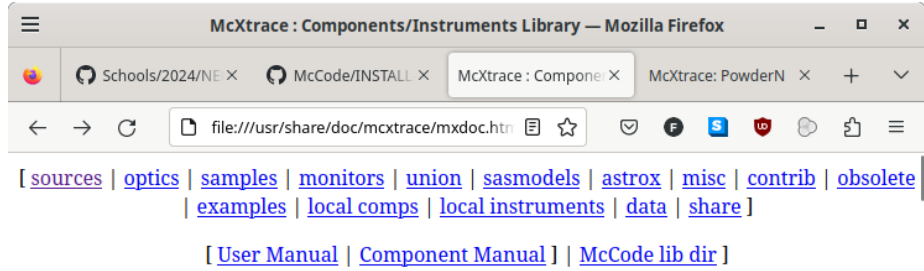 McXtrace : Components/Instruments Library — Mozilla Firefox
Schools/2024/NE McCode/INSTALL McXtrace : Compone McXtrace: PowderN
file:///usr/share/doc/mcxtrace/mxdoc.htm
[ sources | optics | samples | monitors | union | sasmodels | astrox | misc | contrib | obsolete
| examples | local comps | local instruments | data | share ]
[ User Manual | Component Manual ] | McCode lib dir ]